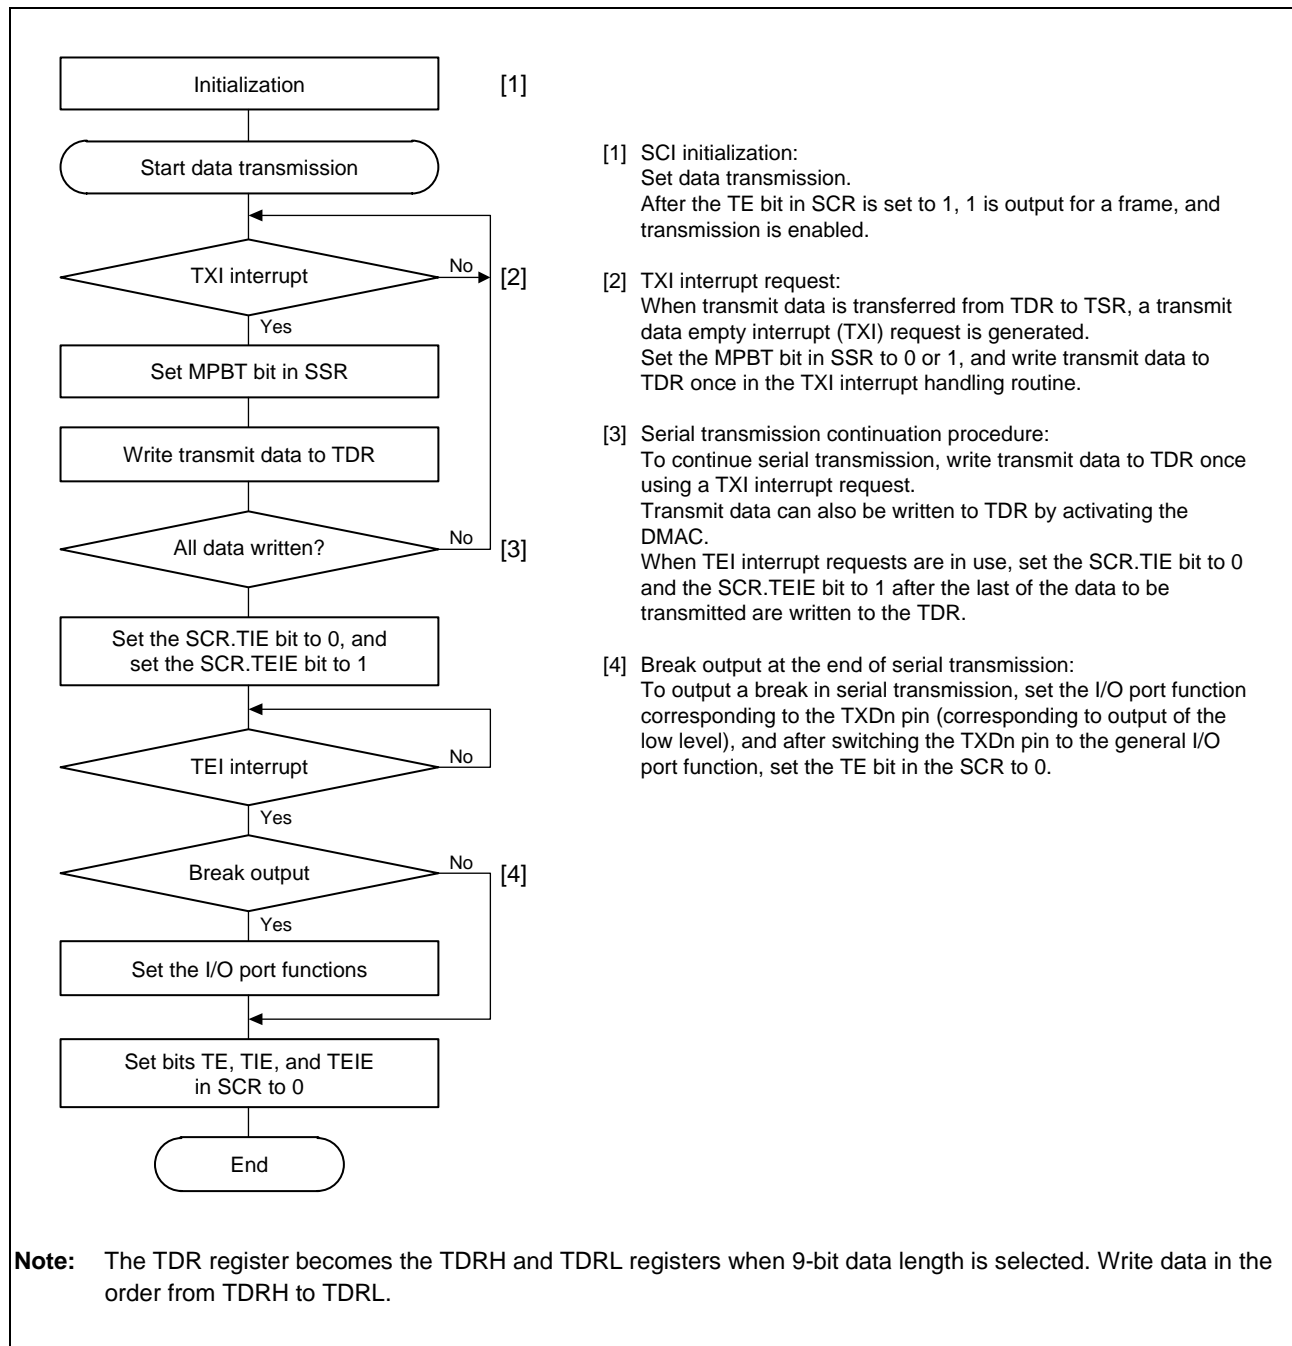 Initialization
[1]
Start data transmission
TXI interrupt
No
[2]
Yes
Set MPBT bit in SSR
Write transmit data to TDR
All data written?
No
[3]
Set the SCR.TIE bit to 0, and
set the SCR.TEIE bit to 1
TEI interrupt
No
Yes
Break output
No
[4]
Yes
Set the I/O port functions
Set bits TE, TIE, and TEIE
in SCR to 0
End
[1] SCI initialization:
Set data transmission.
After the TE bit in SCR is set to 1, 1 is output for a frame, and
transmission is enabled.
[2] TXI interrupt request:
When transmit data is transferred from TDR to TSR, a transmit
data empty interrupt (TXI) request is generated.
Set the MPBT bit in SSR to 0 or 1, and write transmit data to
TDR once in the TXI interrupt handling routine.
[3] Serial transmission continuation procedure:
To continue serial transmission, write transmit data to TDR once
using a TXI interrupt request.
Transmit data can also be written to TDR by activating the
DMAC.
When TEI interrupt requests are in use, set the SCR.TIE bit to 0
and the SCR.TEIE bit to 1 after the last of the data to be
transmitted are written to the TDR.
[4] Break output at the end of serial transmission:
To output a break in serial transmission, set the I/O port function
corresponding to the TXDn pin (corresponding to output of the
low level), and after switching the TXDn pin to the general I/O
port function, set the TE bit in the SCR to 0.
Note: The TDR register becomes the TDRH and TDRL registers when 9-bit data length is selected. Write data in the
order from TDRH to TDRL.